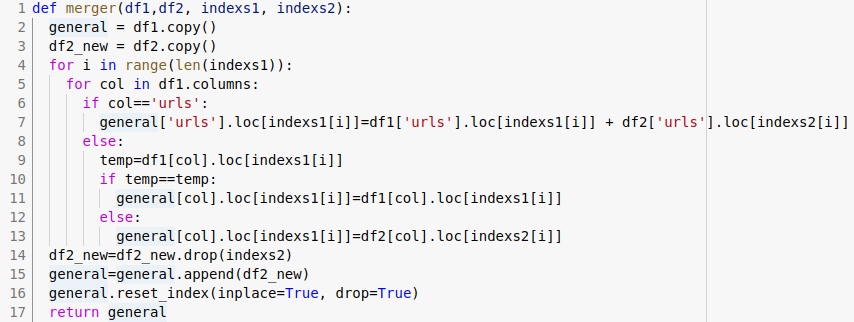 1 def merger(df1,df2, indexs1, indexs2):
2   general = df1.copy()
3   df2_new = df2.copy()
4   for i in range(len(indexs1)):
5     for col in df1.columns:
6       if col=='urls':
7         general['urls'].loc[indexs1[i]]=df1['urls'].loc[indexs1[i]] + df2['urls'].loc[indexs2[i]]
8       else:
9         temp=df1[col].loc[indexs1[i]]
10         if temp==temp:
11           general[col].loc[indexs1[i]]=df1[col].loc[indexs1[i]]
12         else:
13           general[col].loc[indexs1[i]]=df2[col].loc[indexs2[i]]
14   df2_new=df2_new.drop(indexs2)
15   general=general.append(df2_new)
16   general.reset_index(inplace=True, drop=True)
17   return general